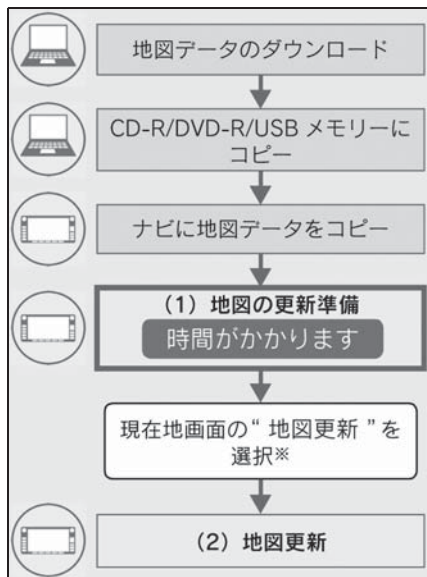 地図データのダウンロード
CD-R/DVD-R/USB メモリーに
コピー
ナビに地図データをコピー
(1) 地図の更新準備
時間がかかります
現在地画面の“ 地図更新 ”を
選択※
(2) 地図更新